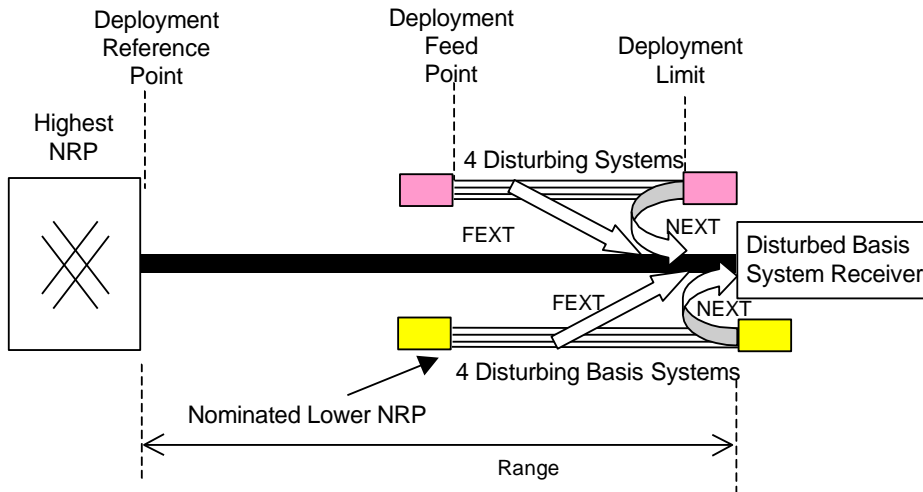 Deployment
Reference
Point
Deployment
Feed
Point
Deployment
Limit
Highest
NRP
4 Disturbing Systems
FEXT
NEXT
Disturbed Basis
System Receiver
FEXT
NEXT
4 Disturbing Basis Systems
Nominated Lower NRP
Range